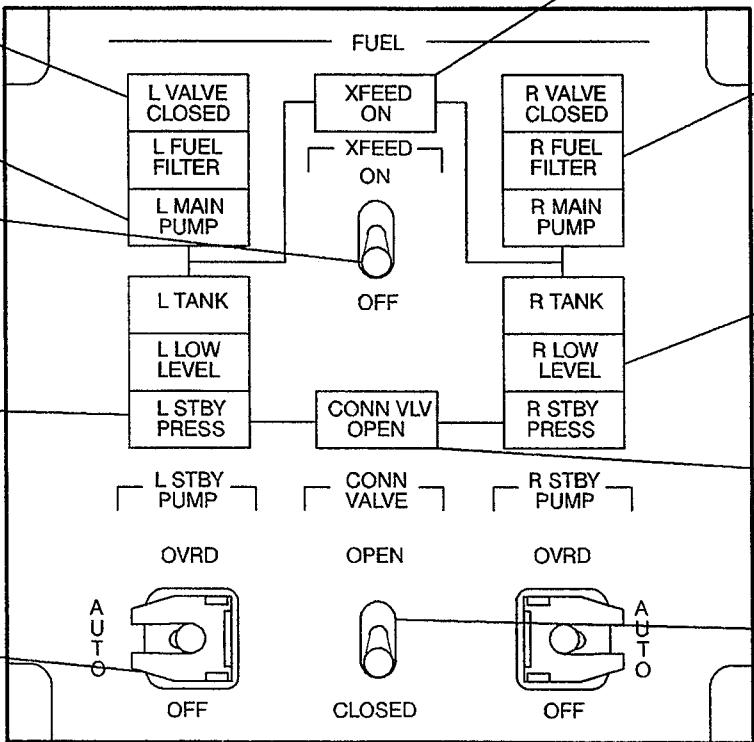 FUEL
L VALVE
CLOSED
XFEED
ON
R VALVE
CLOSED
L FUEL
FILTER
XFEED
ON
R FUEL
FILTER
L MAIN
PUMP
R MAIN
PUMP
L TANK
OFF
R TANK
L LOW
LEVEL
R LOW
LEVEL
L STBY
PRESS
CONN VLV
OPEN
R STBY
PRESS
L STBY
PUMP
CONN
VALVE
R STBY
PUMP
OVRD
OPEN
OVRD
AUTO
AUTO
OFF
CLOSED
OFF